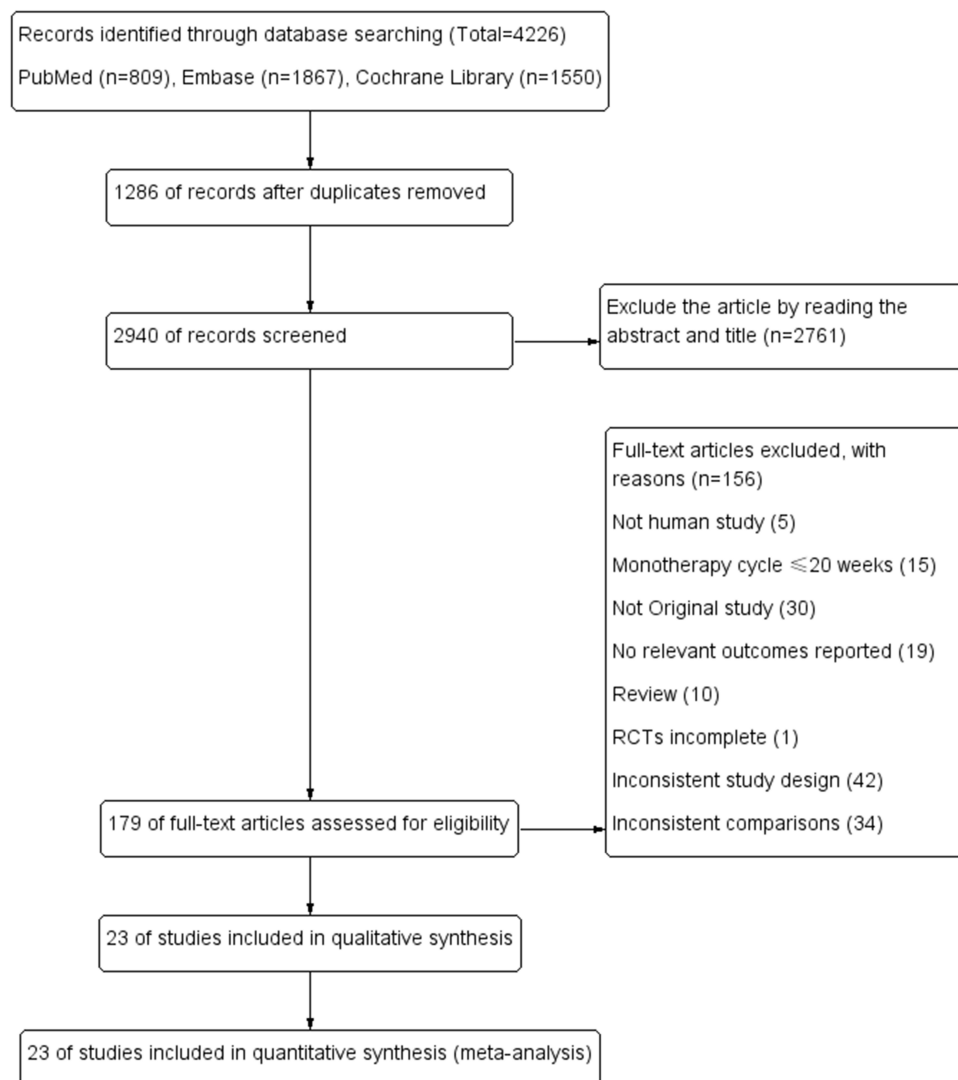 Records identified through database searching (Total=4226)
PubMed (n=809), Embase (n=1867), Cochrane Library (n=1550)
1286 of records after duplicates removed
2940 of records screened
Exclude the article by reading the
abstract and title (n=2761)
Full-text articles excluded, with
reasons (n=156)
Not human study (5)
Monotherapy cycle ≤20 weeks (15)
Not Original study (30)
No relevant outcomes reported (19)
Review (10)
RCTs incomplete (1)
Inconsistent study design (42)
Inconsistent comparisons (34)
179 of full-text articles assessed for eligibility
23 of studies included in qualitative synthesis
23 of studies included in quantitative synthesis (meta-analysis)